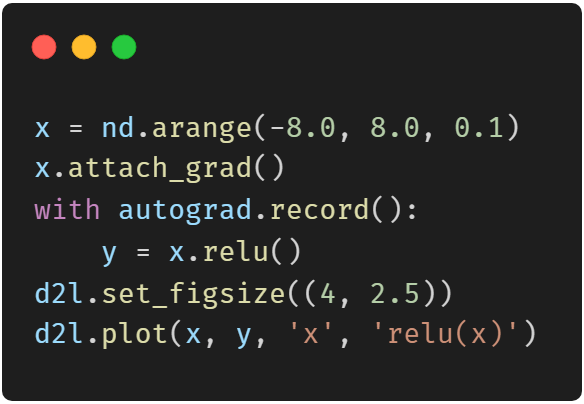 x = nd.arange(-8.0, 8.0, 0.1)
x.attach_grad()
with autograd.record():
    y = x.relu()
d2l.set_figsize((4, 2.5))
d2l.plot(x, y, 'x', 'relu(x)')